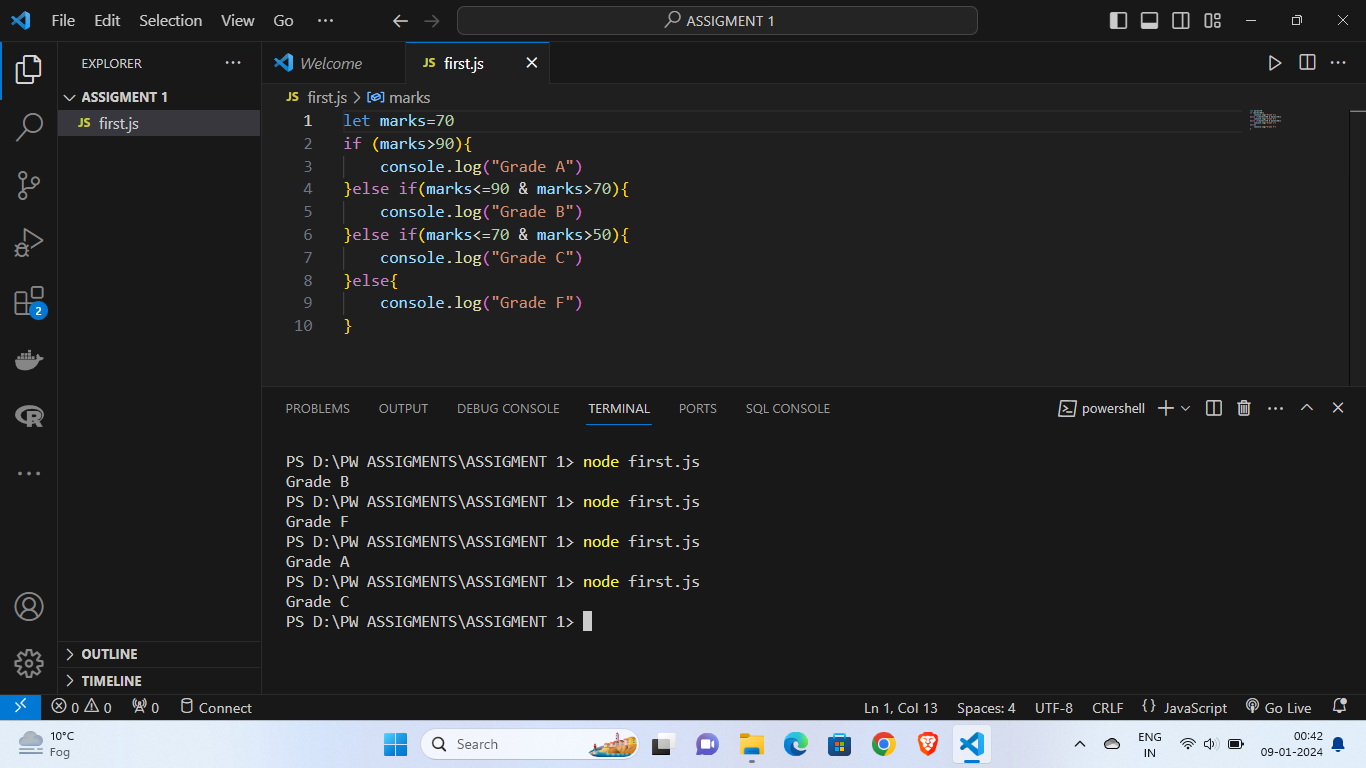 File Edit Selection View Go ··· ASSIGMENT 1
EXPLORER ···
ASSIGMENT 1
JS first.js
OUTLINE
TIMELINE
2
Welcome JS first.js
JS first.js > marks
1 let marks=70
2 if (marks>90){
3 console.log("Grade A")
4 }else if(marks<=90 & marks>70){
5 console.log("Grade B")
6 }else if(marks<=70 & marks>50){
7 console.log("Grade C")
8 }else{
9 console.log("Grade F")
10 }
PROBLEMS OUTPUT DEBUG CONSOLE TERMINAL PORTS SQL CONSOLE powershell
PS D:\PW ASSIGMENTS\ASSIGMENT 1> node first.js
Grade B
PS D:\PW ASSIGMENTS\ASSIGMENT 1> node first.js
Grade F
PS D:\PW ASSIGMENTS\ASSIGMENT 1> node first.js
Grade A
PS D:\PW ASSIGMENTS\ASSIGMENT 1> node first.js
Grade C
PS D:\PW ASSIGMENTS\ASSIGMENT 1>
0 0 0 Connect Ln 1, Col 13 Spaces: 4 UTF-8 CRLF {} JavaScript Go Live
10°C
Fog
Search
ENG
IN
00:42
09-01-2024